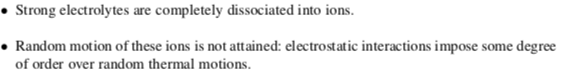 • Strong electrolytes are completely dissociated into ions.
• Random motion of these ions is not attained: electrostatic interactions impose some degree
of order over random thermal motions.